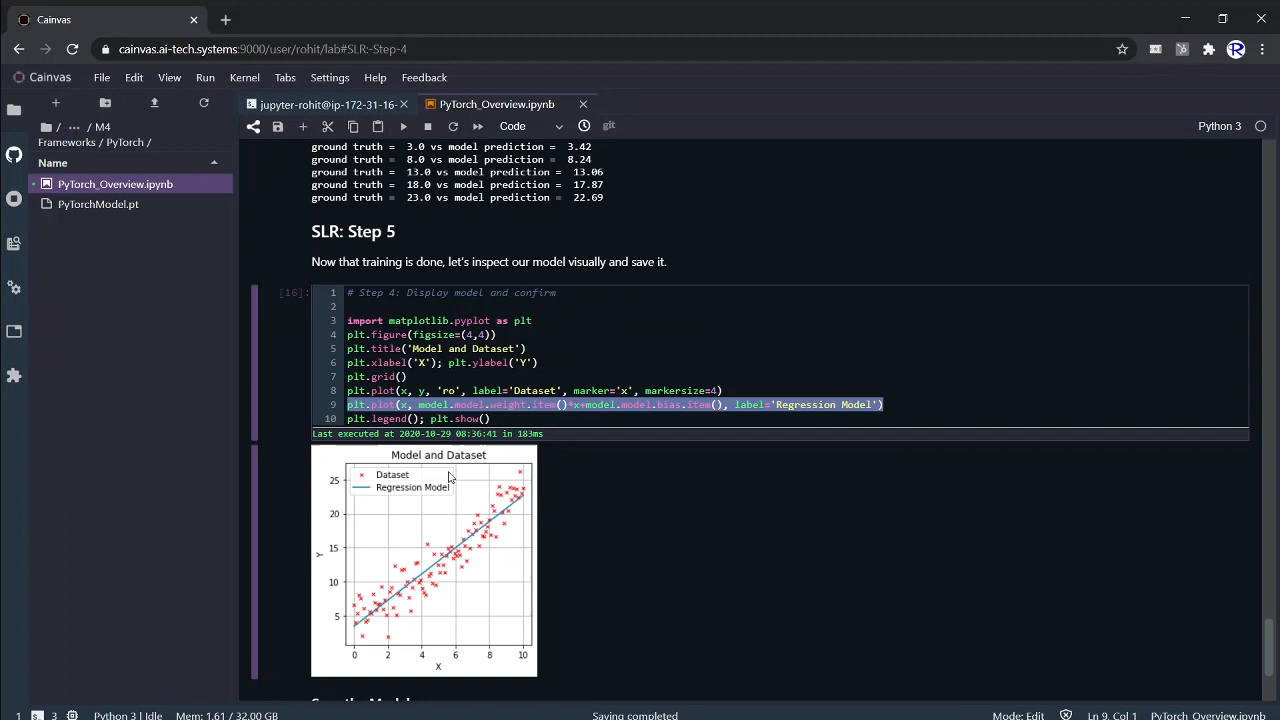 Cainvas
cainvas.ai-tech.systems:9000/user/rohit/lab#SLR:-Step-4
R
Cainvas File Edit View Run Kernel Tabs Settings Help Feedback
jupyter-rohit@ip-172-31-16-
PyTorch_Overview.ipynb
/ ... / M4
Frameworks / PyTorch /
Name
PyTorch_Overview.ipynb
PyTorchModel.pt
Code
git
Python 3
ground truth = 3.0 vs model prediction = 3.42
ground truth = 8.0 vs model prediction = 8.24
ground truth = 13.0 vs model prediction = 13.06
ground truth = 18.0 vs model prediction = 17.87
ground truth = 23.0 vs model prediction = 22.69
SLR: Step 5
Now that training is done, let's inspect our model visually and save it.
[16]:
1 # Step 4: Display model and confirm
2
3 import matplotlib.pyplot as plt
4 plt.figure(figsize=(4,4))
5 plt.title('Model and Dataset')
6 plt.xlabel('X'); plt.ylabel('Y')
7 plt.grid()
8 plt.plot(x, y, 'ro', label='Dataset', marker='x', markersize=4)
9 plt.plot(x, model.model.weight.item()*x+model.model.bias.item(), label='Regression Model')
10 plt.legend(); plt.show()
Last executed at 2020-10-29 08:36:41 in 183ms
Model and Dataset
Dataset
Regression Model
25
20
15
10
5
Y
0 2 4 6 8 10
X
1 3 Python 3 | Idle Mem: 1.61 / 32.00 GB Saving completed Mode: Edit Ln 9, Col 1 PyTorch_Overview.ipynb